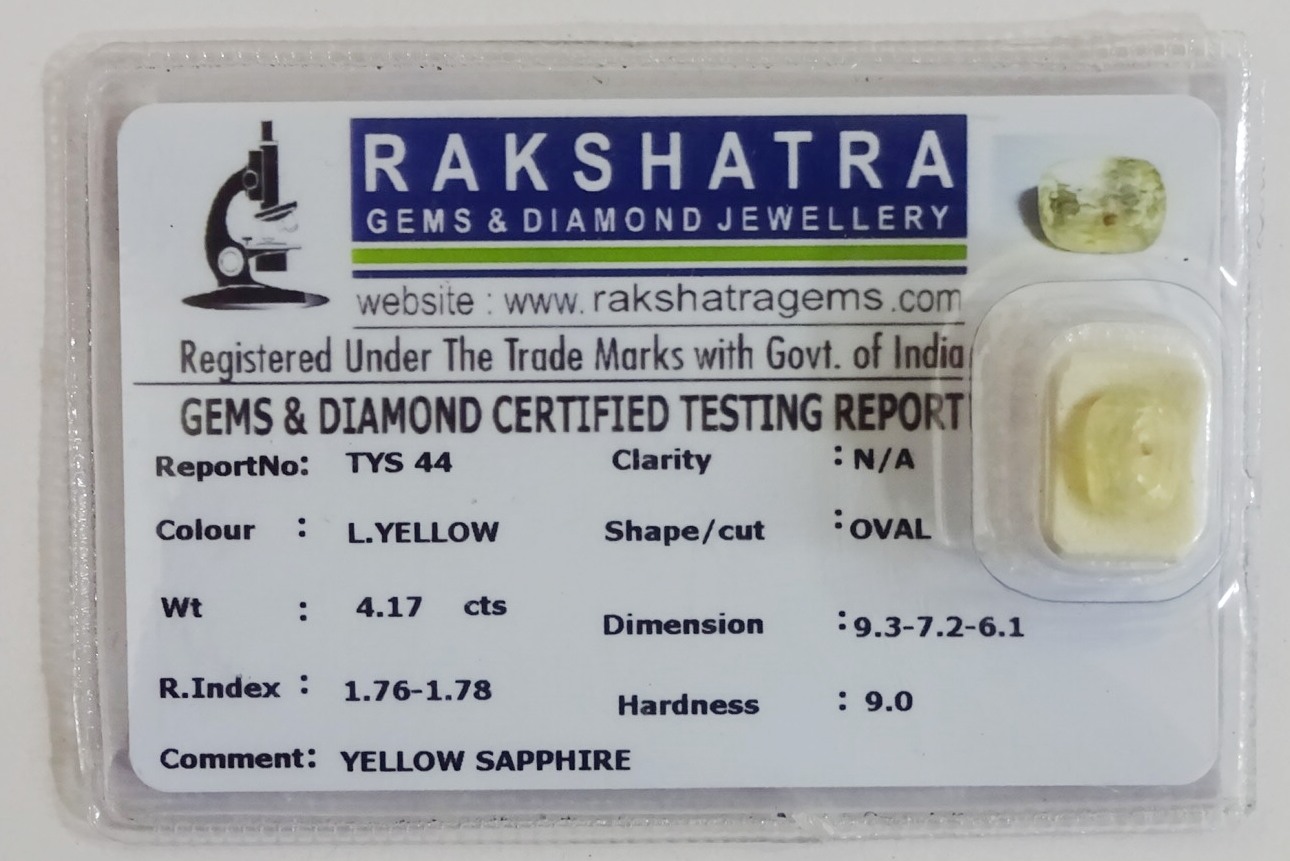 RAKSHATRA
GEMS & DIAMOND JEWELLERY
website : www.rakshatragems.com
Registered Under The Trade Marks with Govt. of India
GEMS & DIAMOND CERTIFIED TESTING REPORT
ReportNo: TYS 44 Clarity : N/A
Colour : L.YELLOW Shape/cut : OVAL
Wt : 4.17 cts Dimension : 9.3-7.2-6.1
R.Index : 1.76-1.78 Hardness : 9.0
Comment: YELLOW SAPPHIRE